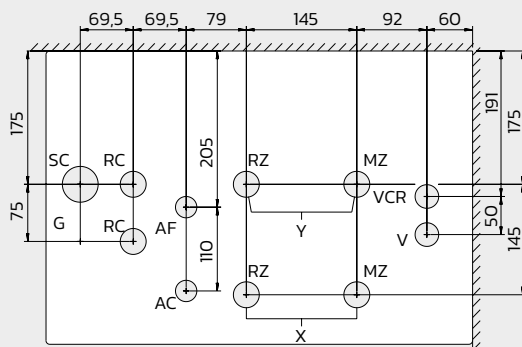 69,5 69,5 79 145 92 60
175 205 191 175
SC RC RZ MZ
VCR
75 G RC AF Y V 50
110 RZ MZ 145
AC
X